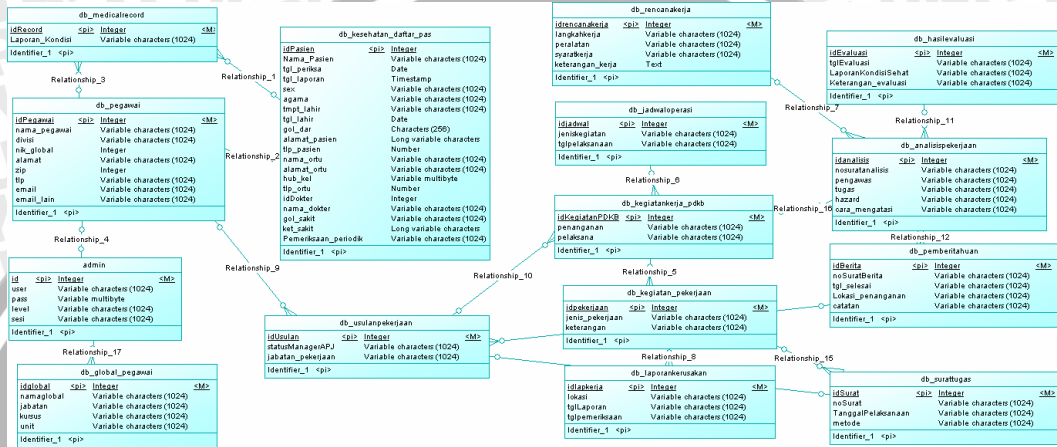 db_medicalrecord
idRecord <pi> Integer <M>
Laporan_Kondisi Variable characters (1024)
Identifier_1 <pi>
Relationship_3
db_pegawai
idPegawai <pi> Integer <M>
nama_pegawai Variable characters (1024)
divisi Variable characters (1024)
nik_global Integer
alamat Variable characters (1024)
zip Integer
tlp Variable characters (1024)
email Variable characters (1024)
email_lain Variable characters (1024)
Identifier_1 <pi>
Relationship_4
admin
id <pi> Integer <M>
user Variable characters (1024)
pass Variable multibyte
level Variable characters (1024)
sesi Variable characters (1024)
Identifier_1 <pi>
Relationship_17
db_global_pegawai
idglobal <pi> Integer <M>
namaglobal Variable characters (1024)
jabatan Variable characters (1024)
kursus Variable characters (1024)
unit Variable characters (1024)
Identifier_1 <pi>
Relationship_1
Relationship_2
Relationship_9
db_kesehatan_daftar_pas
idPasien <pi> Integer <M>
Nama_Pasien Variable characters (1024)
tgl_periksa Date
tgl_laporan Timestamp
sex Variable characters (1024)
agama Variable characters (1024)
tmpt_lahir Variable characters (1024)
tgl_lahir Date
gol_dar Characters (256)
alamat_pasien Long variable characters
tlp_pasien Number
nama_ortu Variable characters (1024)
alamat_ortu Variable characters (1024)
hub_kel Variable multibyte
tlp_ortu Number
idDokter Integer
nama_dokter Variable characters (1024)
gol_sakit Variable characters (1024)
ket_sakit Long variable characters
Pemeriksaan_periodik Variable characters (1024)
Identifier_1 <pi>
Relationship_10
db_usulanpekerjaan
idUsulan <pi> Integer <M>
statusManagerAPJ Variable characters (1024)
jabatan_pekerjaan Variable characters (1024)
Identifier_1 <pi>
db_rencanakerja
idrencanakerja <pi> Integer <M>
langkahkerja Variable characters (1024)
peralatan Variable characters (1024)
syaratkerja Variable characters (1024)
keterangan_kerja Text
Identifier_1 <pi>
Relationship_7
db_jadwaloperasi
idjadwal <pi> Integer <M>
jeniskegiatan Variable characters (1024)
tglpelaksanaan Variable characters (1024)
Identifier_1 <pi>
Relationship_6
db_kegiatankerja_pdkb
idKegiatanPDKB <pi> Integer <M>
penanganan Variable characters (1024)
pelaksana Variable characters (1024)
Identifier_1 <pi>
Relationship_16
Relationship_5
db_kegiatan_pekerjaan
idpekerjaan <pi> Integer <M>
jenis_pekerjaan Variable characters (1024)
keterangan Variable characters (1024)
Identifier_1 <pi>
Relationship_8
Relationship_15
db_laporankerusakan
idlapkerja <pi> Integer <M>
lokasi Variable characters (1024)
tglLaporan Variable characters (1024)
tglpemeriksaan Variable characters (1024)
Identifier_1 <pi>
db_hasilevaluasi
idEvaluasi <pi> Integer <M>
tglEvaluasi Variable characters (1024)
LaporanKondisiSehat Variable characters (1024)
Keterangan_evaluasi Variable characters (1024)
Identifier_1 <pi>
Relationship_11
db_analisispekerjaan
idanalisis <pi> Integer <M>
nosuratanalisis Variable characters (1024)
pengawas Variable characters (1024)
tugas Variable characters (1024)
hazard Variable characters (1024)
cara_mengatasi Variable characters (1024)
Identifier_1 <pi>
Relationship_12
db_pemberitahuan
idBerita <pi> Integer <M>
noSuratBerita Variable characters (1024)
tgl_selesai Variable characters (1024)
Lokasi_penanganan Variable characters (1024)
catatan Variable characters (1024)
Identifier_1 <pi>
db_surattugas
idSurat <pi> Integer <M>
noSurat Variable characters (1024)
TanggalPelaksanaan Variable characters (1024)
metode Variable characters (1024)
Identifier_1 <pi>